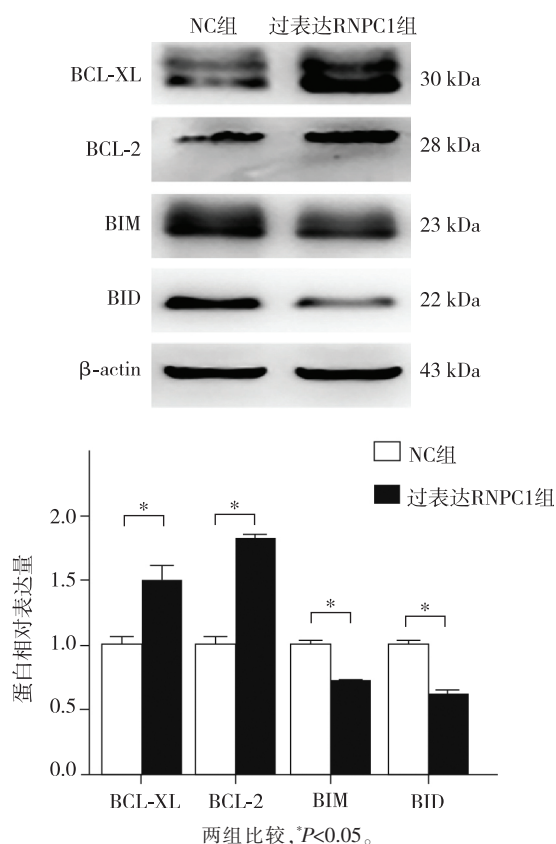 NC组 过表达RNPC1组
BCL-XL 30 kDa
BCL-2 28 kDa
BIM 23 kDa
BID 22 kDa
β-actin 43 kDa
NC组
过表达RNPC1组
蛋白相对表达量
2.0
1.5
1.0
0.5
0.0
* * * *
BCL-XL BCL-2 BIM BID
两组比较,*P<0.05。